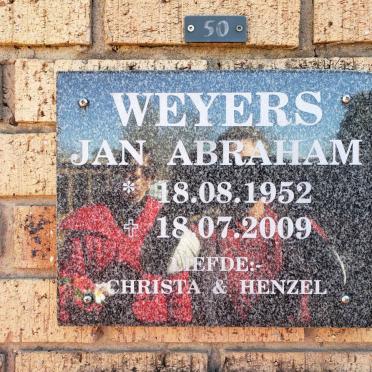 50
WEYERS
JAN ABRAHAM
* 18.08.1952
✝ 18.07.2009
LIEFDE:-
CHRISTA & HENZEL